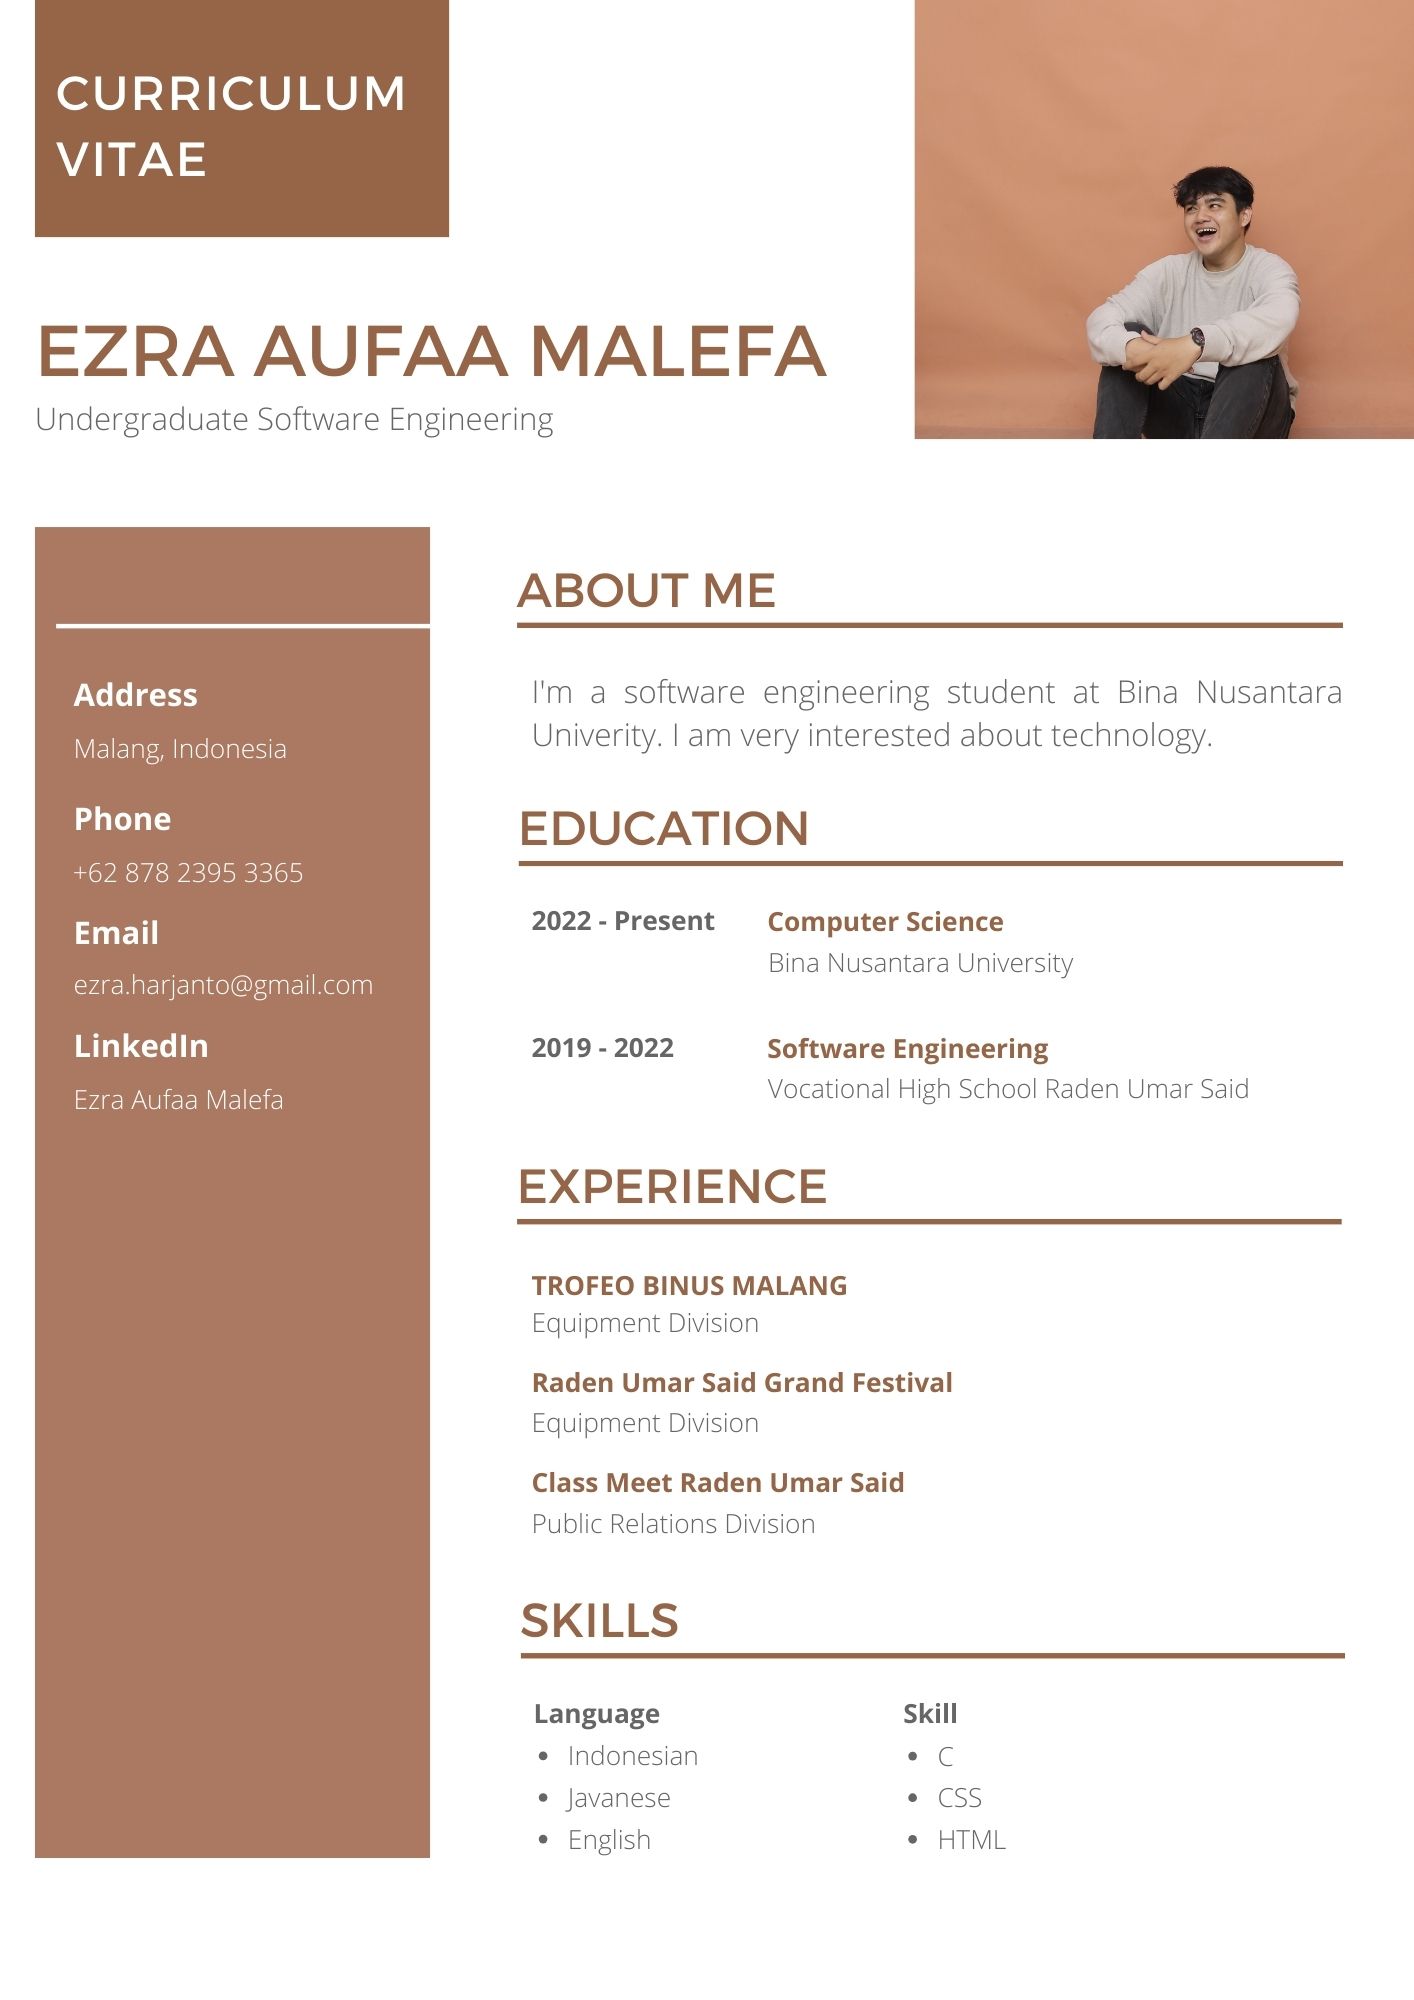 CURRICULUM
VITAE
EZRA AUFAA MALEFA
Undergraduate Software Engineering
Address
Malang, Indonesia
Phone
+62 878 2395 3365
Email
ezra.harjanto@gmail.com
LinkedIn
Ezra Aufaa Malefa
ABOUT ME
I'm a software engineering student at Bina Nusantara
Univerity. I am very interested about technology.
EDUCATION
2022 - Present
Computer Science
Bina Nusantara University
2019 - 2022
Software Engineering
Vocational High School Raden Umar Said
EXPERIENCE
TROFEO BINUS MALANG
Equipment Division
Raden Umar Said Grand Festival
Equipment Division
Class Meet Raden Umar Said
Public Relations Division
SKILLS
Language
• Indonesian
• Javanese
• English
Skill
• C
• CSS
• HTML